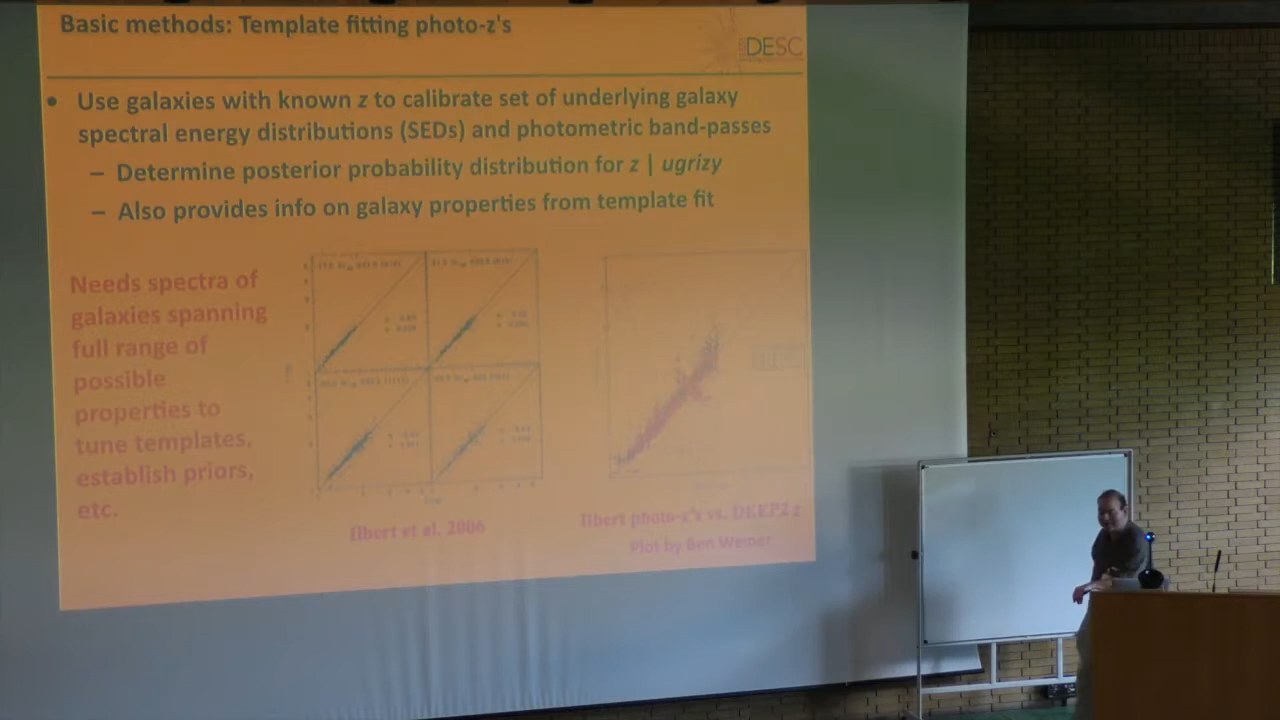 Basic methods: Template fitting photo-z's
DESC
• Use galaxies with known z to calibrate set of underlying galaxy
spectral energy distributions (SEDs) and photometric band-passes
– Determine posterior probability distribution for z | ugrizy
– Also provides info on galaxy properties from template fit
Needs spectra of
galaxies spanning
full range of
possible
properties to
tune templates,
establish priors,
etc.
Ilbert et al. 2006
Ilbert photo-z's vs. DEEP2 z
Plot by Ben Weiner